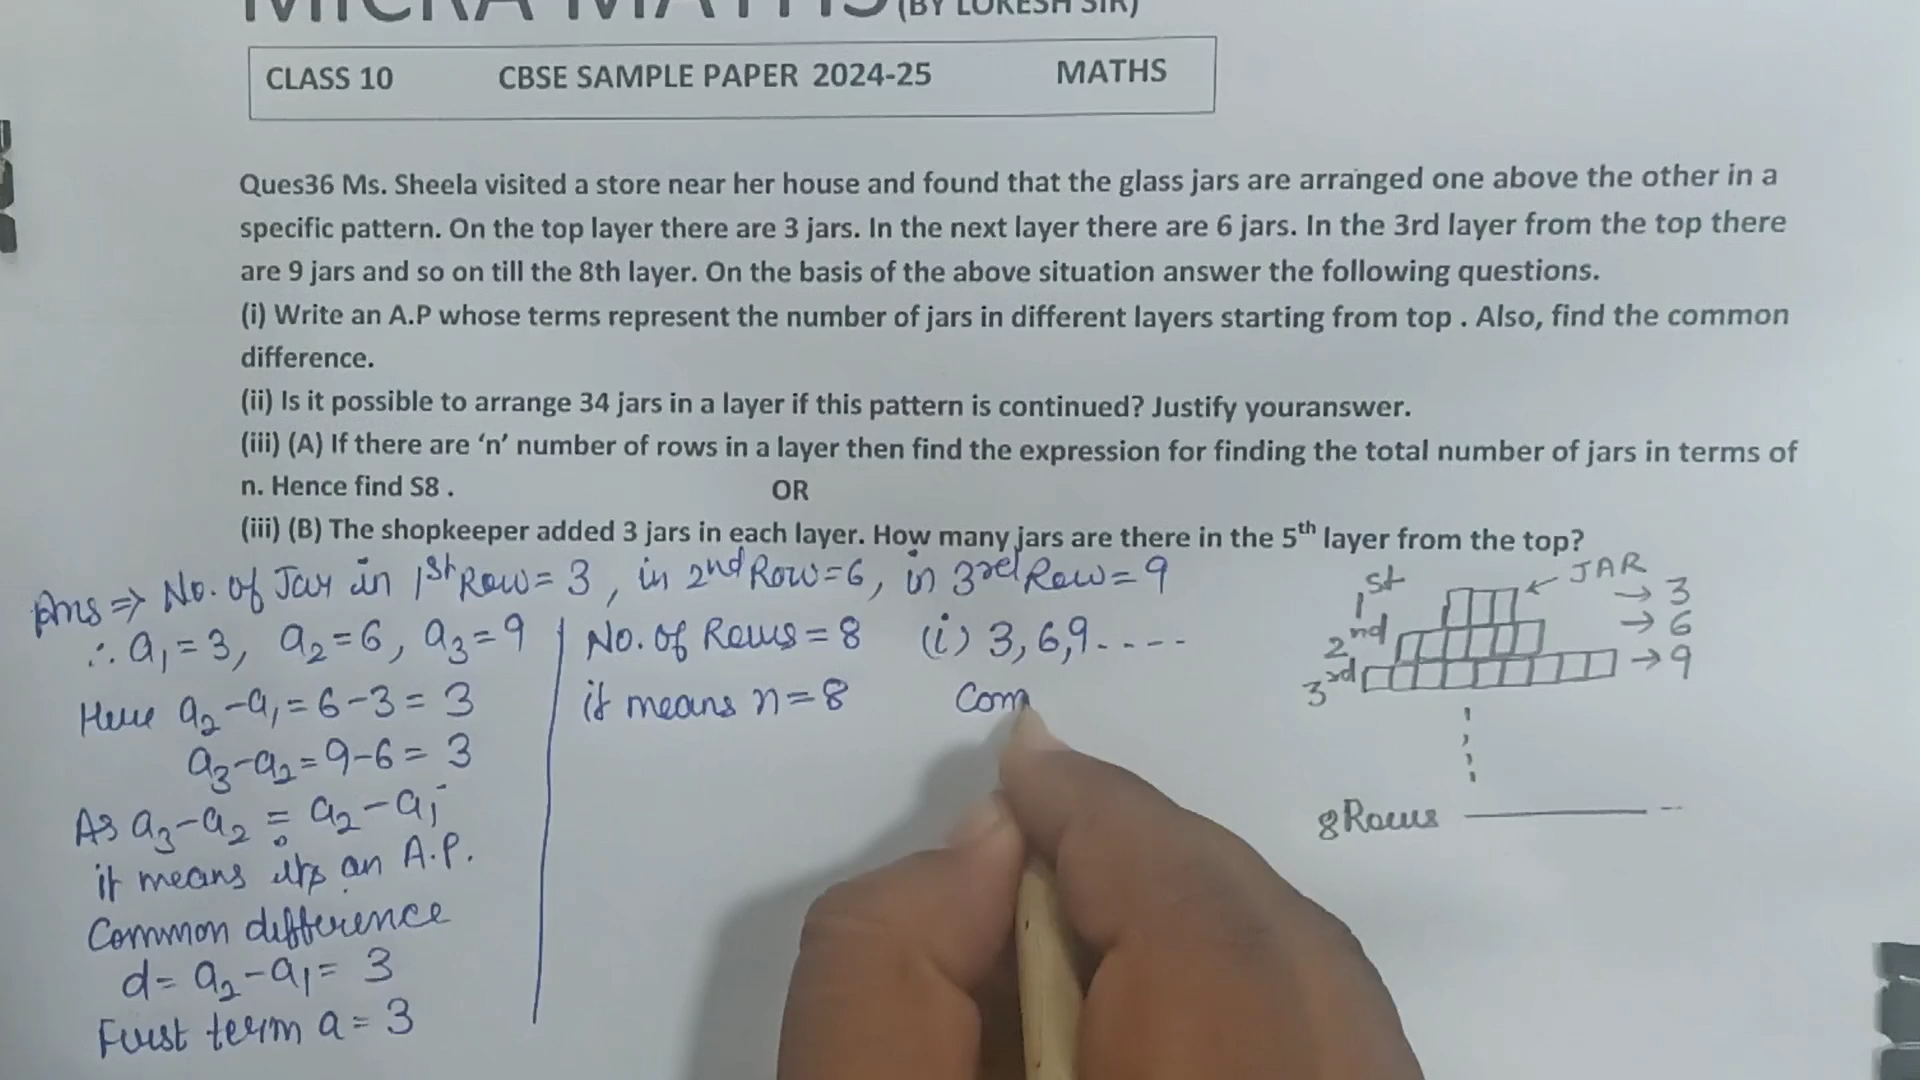 MICRA MATHS (BY LOKESH SIR)
CLASS 10 CBSE SAMPLE PAPER 2024-25 MATHS
Ques36 Ms. Sheela visited a store near her house and found that the glass jars are arranged one above the other in a
specific pattern. On the top layer there are 3 jars. In the next layer there are 6 jars. In the 3rd layer from the top there
are 9 jars and so on till the 8th layer. On the basis of the above situation answer the following questions.
(i) Write an A.P whose terms represent the number of jars in different layers starting from top . Also, find the common
difference.
(ii) Is it possible to arrange 34 jars in a layer if this pattern is continued? Justify youranswer.
(iii) (A) If there are ‘n’ number of rows in a layer then find the expression for finding the total number of jars in terms of
n. Hence find S8 . OR
(iii) (B) The shopkeeper added 3 jars in each layer. How many jars are there in the 5th layer from the top?
Ans ⇒ No. of Jar in 1st Row = 3 , in 2nd Row = 6, in 3rd Row = 9
∴ a₁ = 3, a₂ = 6, a₃ = 9
Here a₂ - a₁ = 6 - 3 = 3
a₃ - a₂ = 9 - 6 = 3
As a₃ - a₂ = a₂ - a₁
it means its an A.P.
Common difference
d = a₂ - a₁ = 3
First term a = 3
No. of Rows = 8
it means n = 8
(i) 3, 6, 9 - - - -
Com
JAR
1st → 3
2nd → 6
3rd → 9
8 Rows